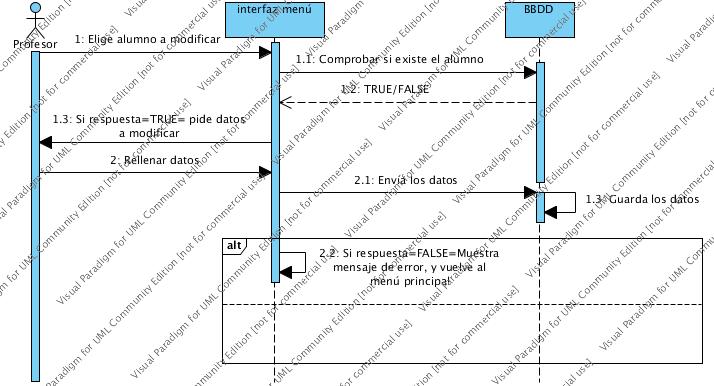 interfaz menú
BBDD
Profesor
1: Elige alumno a modificar
1.1: Comprobar si existe el alumno
1.2: TRUE/FALSE
1.3: Si respuesta=TRUE= pide datos
a modificar
2: Rellenar datos
2.1: Envía los datos
1.3: Guarda los datos
alt
2.2: Si respuesta=FALSE=Muestra
mensaje de error, y vuelve al
menú principal
Visual Paradigm for UML Community Edition [not for commercial use]